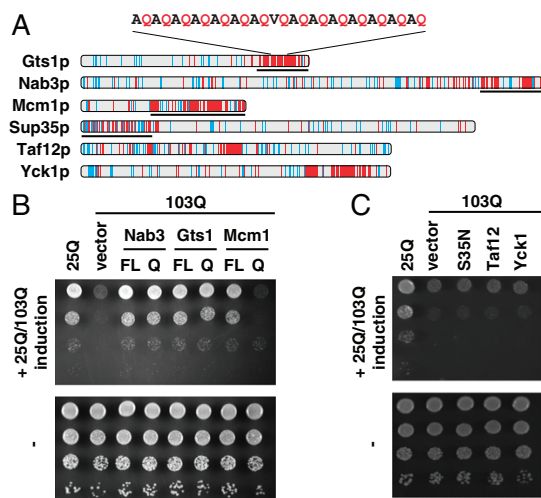 A
AQAQAQAQAQAQVQAQAQAQAQAQAQ
Gts1p
Nab3p
Mcm1p
Sup35p
Taf12p
Yck1p
B
103Q
25Q
vector
Nab3
Gts1
Mcm1
FL
Q
FL
Q
FL
Q
+ 25Q/103Q
induction
-
C
103Q
25Q
vector
S35N
Taf12
Yck1
+ 25Q/103Q
induction
-